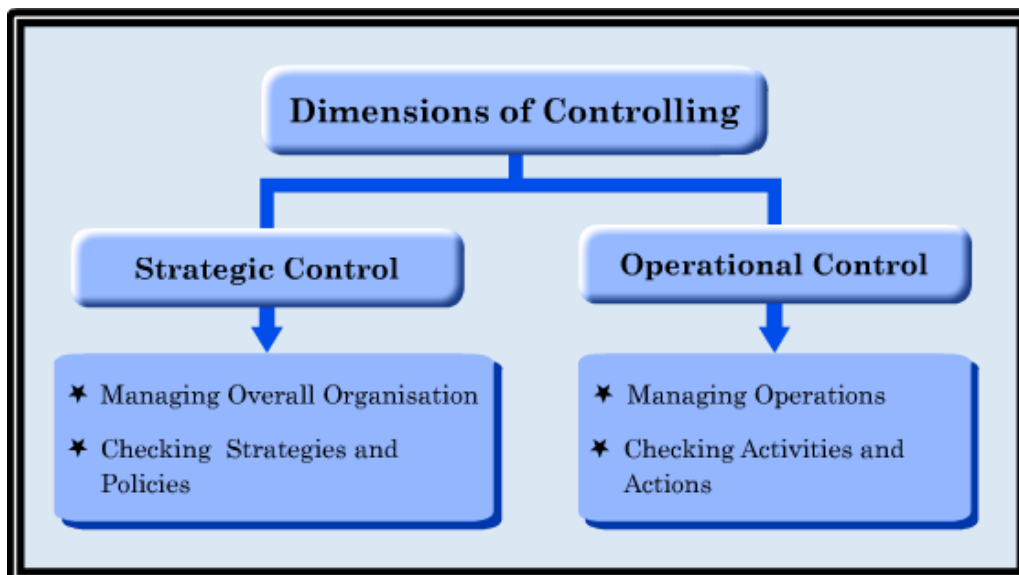 Dimensions of Controlling
Strategic Control
Managing Overall Organisation
Checking Strategies and
Policies
Operational Control
Managing Operations
Checking Activities and
Actions